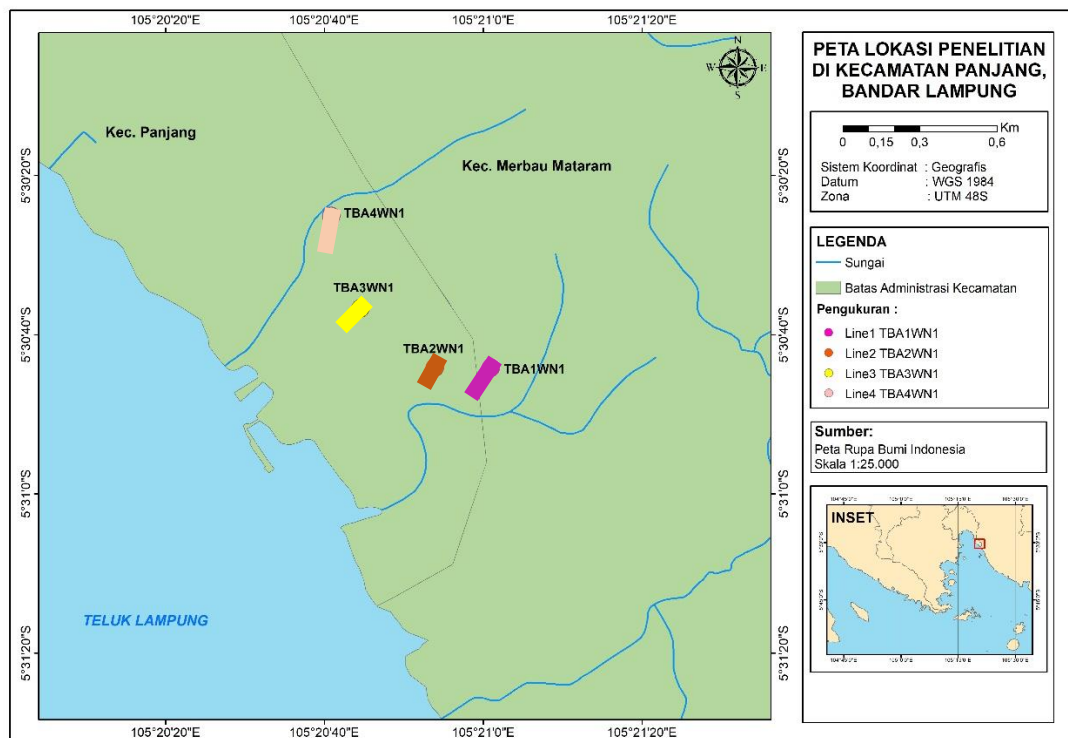 105°20'20"E 105°20'40"E 105°21'0"E 105°21'20"E
5°30'20"S
5°30'40"S
5°31'0"S
5°31'20"S
N
W E
S
Kec. Panjang
Kec. Merbau Mataram
TBA4WN1
TBA3WN1
TBA2WN1
TBA1WN1
TELUK LAMPUNG
5°30'20"S
5°30'40"S
5°31'0"S
5°31'20"S
105°20'20"E 105°20'40"E 105°21'0"E 105°21'20"E
PETA LOKASI PENELITIAN
DI KECAMATAN PANJANG,
BANDAR LAMPUNG
Km
0 0,15 0,3 0,6
Sistem Koordinat : Geografis
Datum : WGS 1984
Zona : UTM 48S
LEGENDA
Sungai
Batas Administrasi Kecamatan
Pengukuran :
Line1 TBA1WN1
Line2 TBA2WN1
Line3 TBA3WN1
Line4 TBA4WN1
Sumber:
Peta Rupa Bumi Indonesia
Skala 1:25.000
INSET